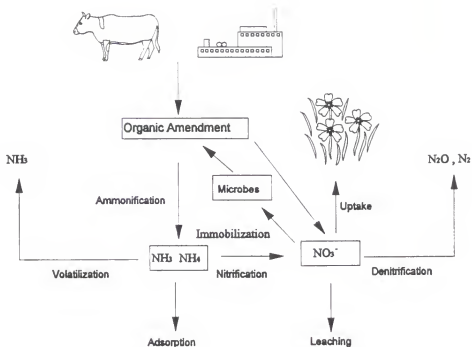 Organic Amendment
NH₃
N₂O , N₂
Microbes
Ammonification
Uptake
Immobilization
NH₃ NH₄
NO₃⁻
Volatilization
Nitrification
Denitrification
Adsorption
Leaching